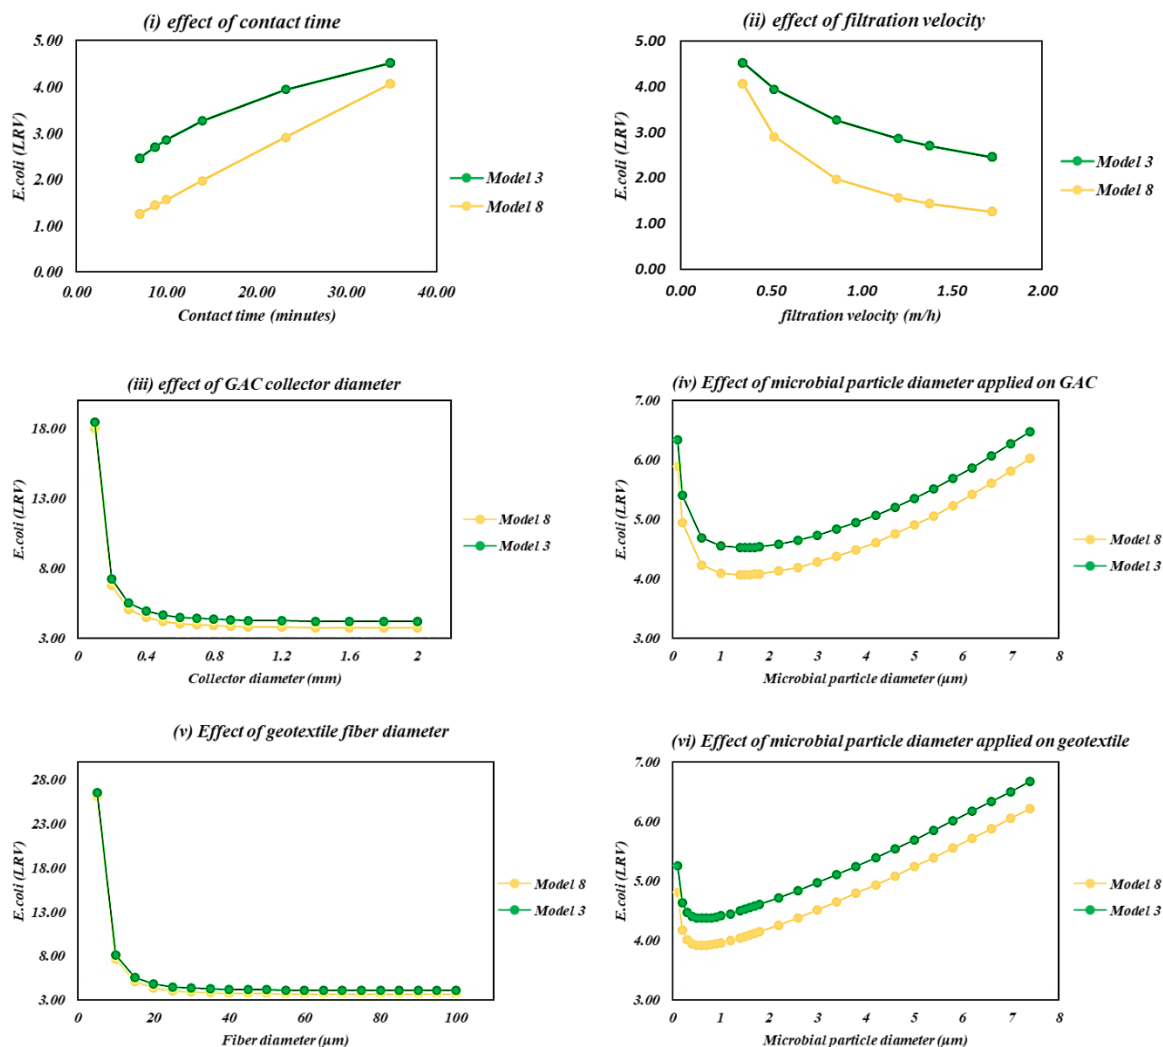 (i) effect of contact time
5.00
4.00
3.00
2.00
1.00
0.00
E.coli (LRV)
0.00 10.00 20.00 30.00 40.00
Contact time (minutes)
Model 3
Model 8
(ii) effect of filtration velocity
5.00
4.00
3.00
2.00
1.00
0.00
E.coli (LRV)
0.00 0.50 1.00 1.50 2.00
filtration velocity (m/h)
Model 3
Model 8
(iii) effect of GAC collector diameter
18.00
13.00
8.00
3.00
E.coli (LRV)
0 0.4 0.8 1.2 1.6 2
Collector diameter (mm)
Model 8
Model 3
(iv) Effect of microbial particle diameter applied on GAC
7.00
6.00
5.00
4.00
3.00
E.coli (LRV)
0 1 2 3 4 5 6 7 8
Microbial particle diameter (µm)
Model 8
Model 3
(v) Effect of geotextile fiber diameter
28.00
23.00
18.00
13.00
8.00
3.00
E.coli (LRV)
0 20 40 60 80 100
Fiber diameter (µm)
Model 8
Model 3
(vi) Effect of microbial particle diameter applied on geotextile
7.00
6.00
5.00
4.00
3.00
E.coli (LRV)
0 1 2 3 4 5 6 7 8
Microbial particle diameter (µm)
Model 8
Model 3